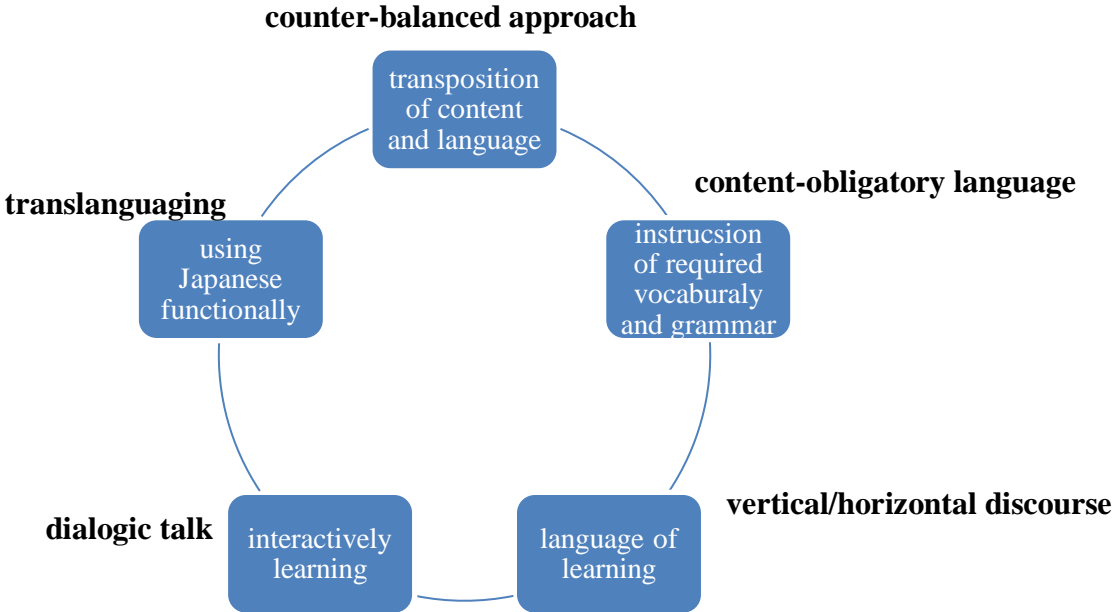 counter-balanced approach
transposition
of content
and language
content-obligatory language
instrucsion
of required
vocaburaly
and grammar
translanguaging
using
Japanese
functionally
vertical/horizontal discourse
language of
learning
dialogic talk
interactively
learning